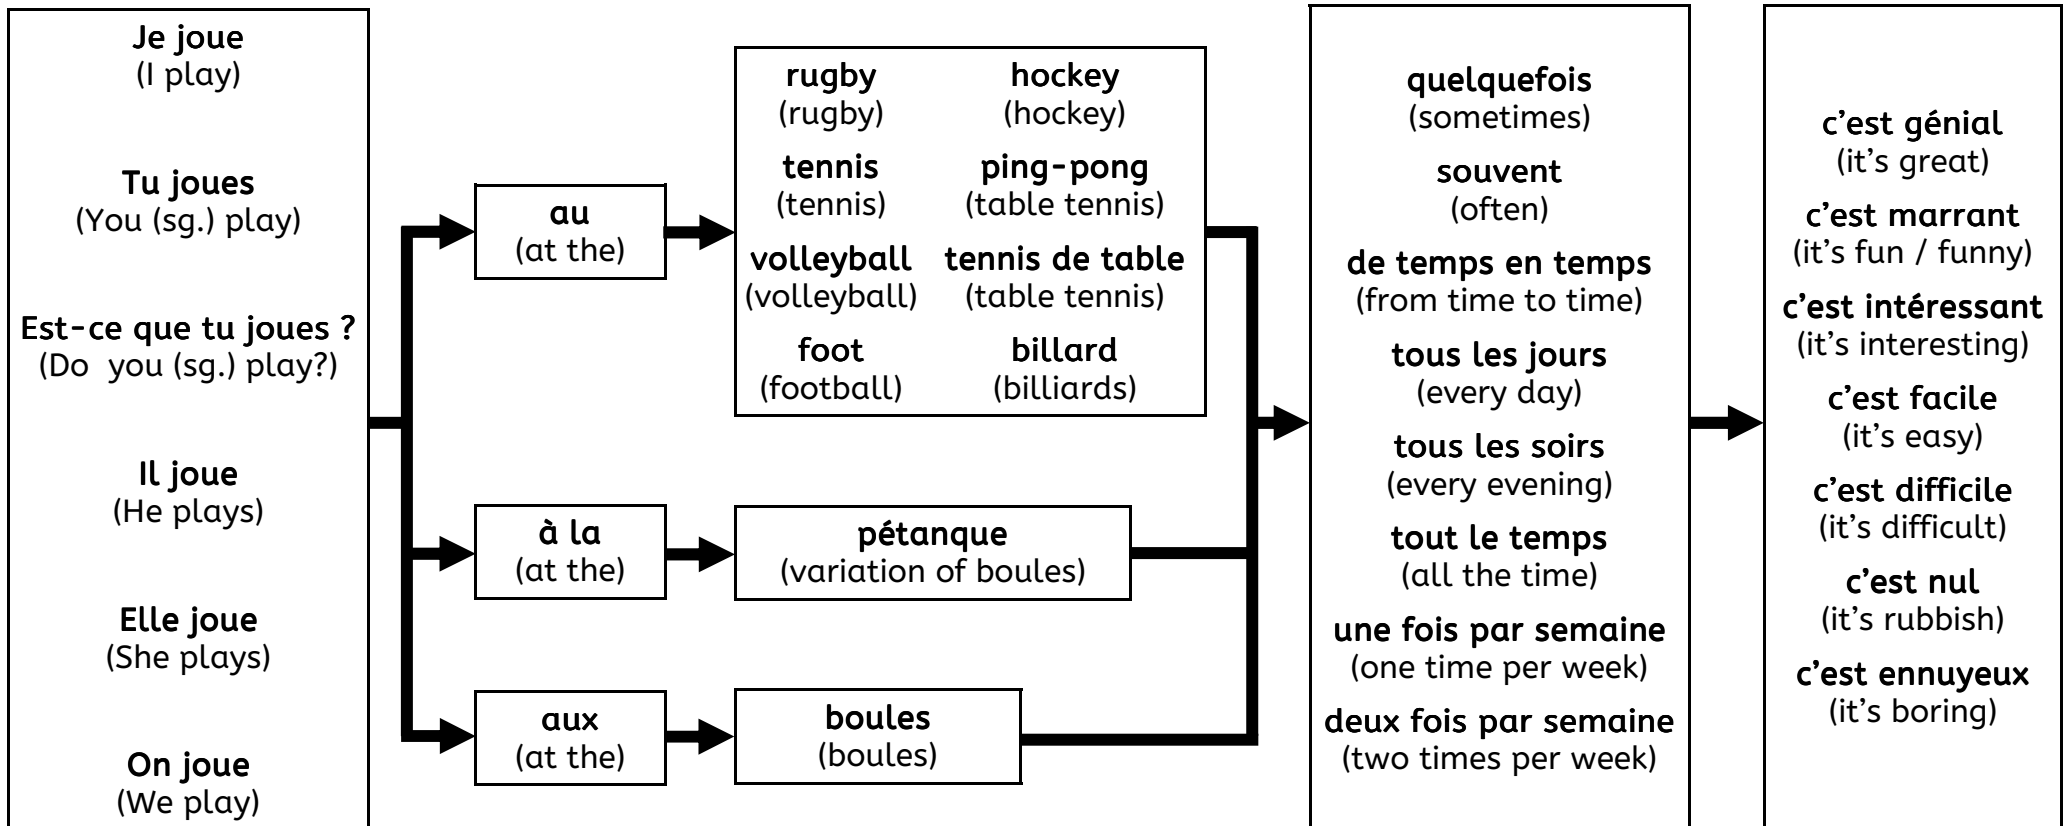 Je joue
(I play)
Tu joues
(You (sg.) play)
Est-ce que tu joues ?
(Do  you (sg.) play?)
Il joue
(He plays)
Elle joue
(She plays)
On joue
(We play)
au
(at the)
à la
(at the)
aux
(at the)
rugby hockey
(rugby) (hockey)
tennis ping-pong
(tennis) (table tennis)
volleyball tennis de table
(volleyball) (table tennis)
foot billard
(football) (billiards)
pétanque
(variation of boules)
boules
(boules)
quelquefois
(sometimes)
souvent
(often)
de temps en temps
(from time to time)
tous les jours
(every day)
tous les soirs
(every evening)
tout le temps
(all the time)
une fois par semaine
(one time per week)
deux fois par semaine
(two times per week)
c’est génial
(it’s great)
c’est marrant
(it’s fun / funny)
c’est intéressant
(it’s interesting)
c’est facile
(it’s easy)
c’est difficile
(it’s difficult)
c’est nul
(it’s rubbish)
c’est ennuyeux
(it’s boring)